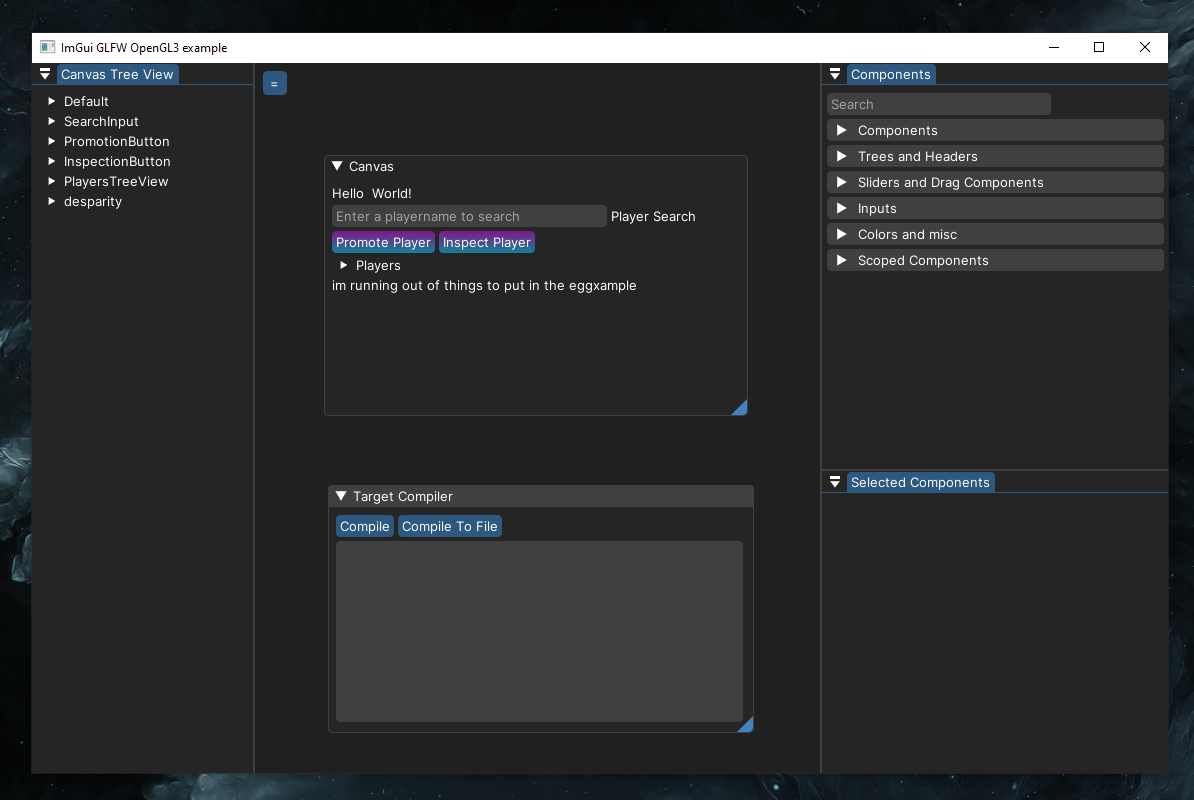 ImGui GLFW OpenGL3 example
Canvas Tree View
Default
SearchInput
PromotionButton
InspectionButton
PlayersTreeView
desparity
=
Canvas
Hello  World!
Enter a playername to search Player Search
Promote Player Inspect Player
Players
im running out of things to put in the eggxample
Target Compiler
Compile Compile To File
Components
Search
Components
Trees and Headers
Sliders and Drag Components
Inputs
Colors and misc
Scoped Components
Selected Components